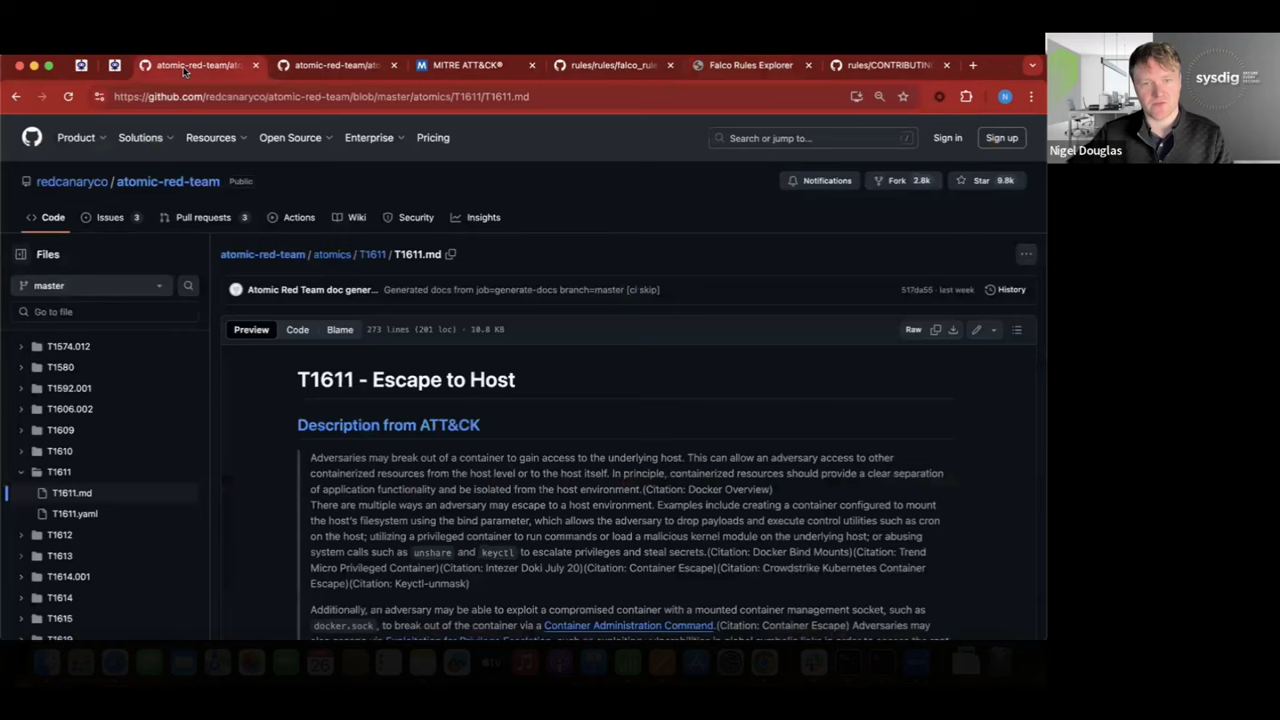 atomic-red-team/ato
atomic-red-team/ato
MITRE ATT&CK®
rules/rules/falco_rule
Falco Rules Explorer
rules/CONTRIBUTIN
https://github.com/redcanaryco/atomic-red-team/blob/master/atomics/T1611/T1611.md
N
sysdig
Nigel Douglas
Product
Solutions
Resources
Open Source
Enterprise
Pricing
Search or jump to...
/
Sign in
Sign up
redcanaryco / atomic-red-team
Public
Notifications
Fork 2.8k
Star 9.8k
Code
Issues 3
Pull requests 3
Actions
Wiki
Security
Insights
Files
master
Go to file
T1574.012
T1580
T1592.001
T1606.002
T1609
T1610
T1611
T1611.md
T1611.yaml
T1612
T1613
T1614.001
T1614
T1615
atomic-red-team / atomics / T1611 / T1611.md
Atomic Red Team doc gener... Generated docs from job=generate-docs branch=master [ci skip]
517da55 · last week
History
Preview
Code
Blame
273 lines (201 loc) · 10.8 KB
Raw
T1611 - Escape to Host
Description from ATT&CK
Adversaries may break out of a container to gain access to the underlying host. This can allow an adversary access to other
containerized resources from the host level or to the host itself. In principle, containerized resources should provide a clear separation
of application functionality and be isolated from the host environment.(Citation: Docker Overview)
There are multiple ways an adversary may escape to a host environment. Examples include creating a container configured to mount
the host's filesystem using the bind parameter, which allows the adversary to drop payloads and execute control utilities such as cron
on the host; utilizing a privileged container to run commands or load a malicious kernel module on the underlying host; or abusing
system calls such as unshare and keyctl to escalate privileges and steal secrets.(Citation: Docker Bind Mounts)(Citation: Trend
Micro Privileged Container)(Citation: Intezer Doki July 20)(Citation: Container Escape)(Citation: Crowdstrike Kubernetes Container
Escape)(Citation: Keyctl-unmask)
Additionally, an adversary may be able to exploit a compromised container with a mounted container management socket, such as
docker.sock, to break out of the container via a Container Administration Command.(Citation: Container Escape) Adversaries may
26